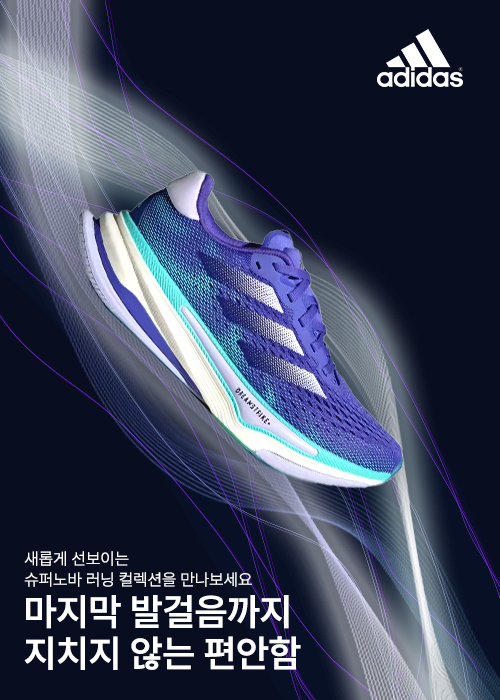 adidas
DREAMSTRIKE+
새롭게 선보이는
슈퍼노바 러닝 컬렉션을 만나보세요
마지막 발걸음까지
지치지 않는 편안함